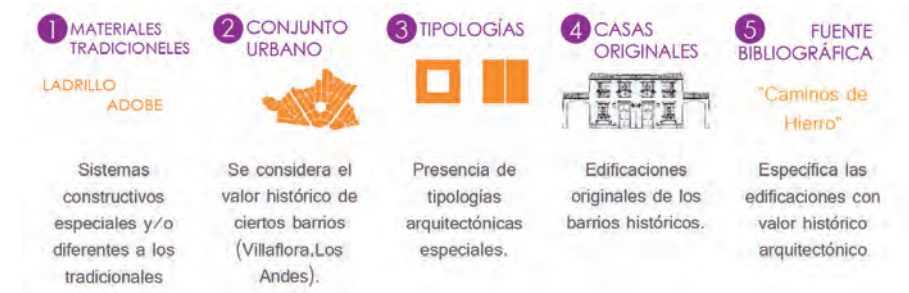 1 MATERIALES
TRADICIONELES
LADRILLO
ADOBE
Sistemas
constructivos
especiales y/o
diferentes a los
tradicionales
2 CONJUNTO
URBANO
Se considera el
valor histórico de
ciertos barrios
(Villaflora,Los
Andes).
3 TIPOLOGÍAS
Presencia de
tipologías
arquitectónicas
especiales.
4 CASAS
ORIGINALES
Edificaciones
originales de los
barrios históricos.
5 FUENTE
BIBLIOGRÁFICA
"Caminos de
Hierro"
Específica las
edificaciones con
valor histórico
arquitectónico